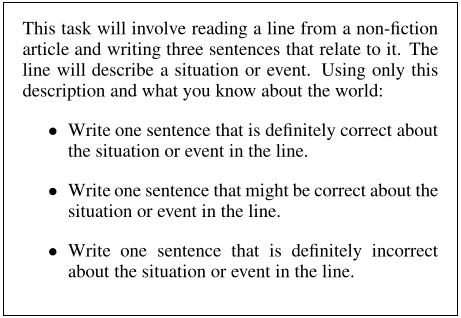 This task will involve reading a line from a non-fiction
article and writing three sentences that relate to it. The
line will describe a situation or event. Using only this
description and what you know about the world:
• Write one sentence that is definitely correct about
the situation or event in the line.
• Write one sentence that might be correct about the
situation or event in the line.
• Write one sentence that is definitely incorrect
about the situation or event in the line.